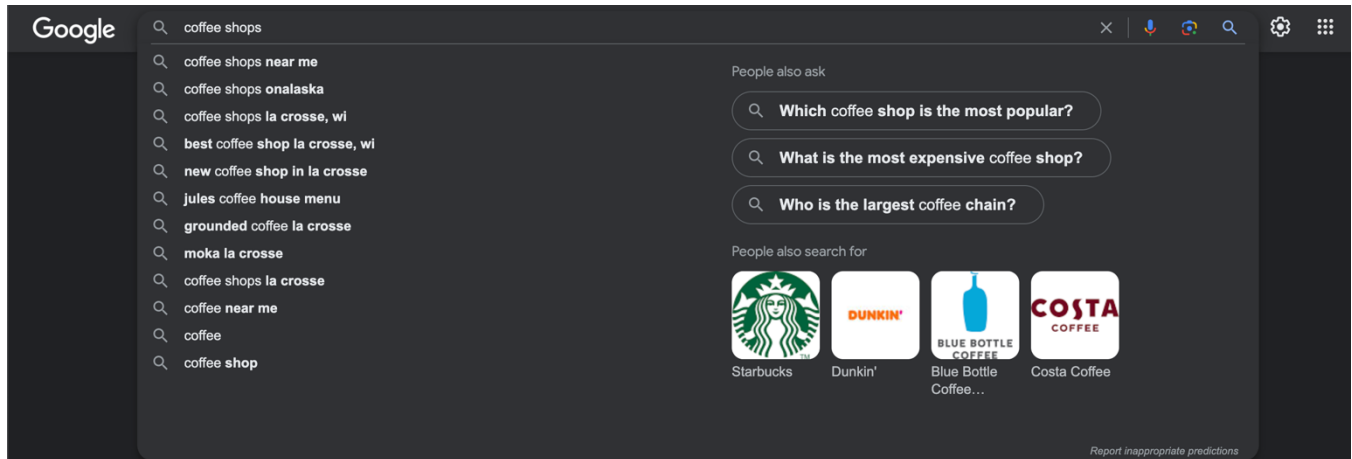 Google
coffee shops
coffee shops near me
coffee shops onalaska
coffee shops la crosse, wi
best coffee shop la crosse, wi
new coffee shop in la crosse
jules coffee house menu
grounded coffee la crosse
moka la crosse
coffee shops la crosse
coffee near me
coffee
coffee shop
People also ask
Which coffee shop is the most popular?
What is the most expensive coffee shop?
Who is the largest coffee chain?
People also search for
TM
DUNKIN'
BLUE BOTTLE
COFFEE
COSTA
COFFEE
Starbucks
Dunkin'
Blue Bottle
Coffee…
Costa Coffee
Report inappropriate predictions